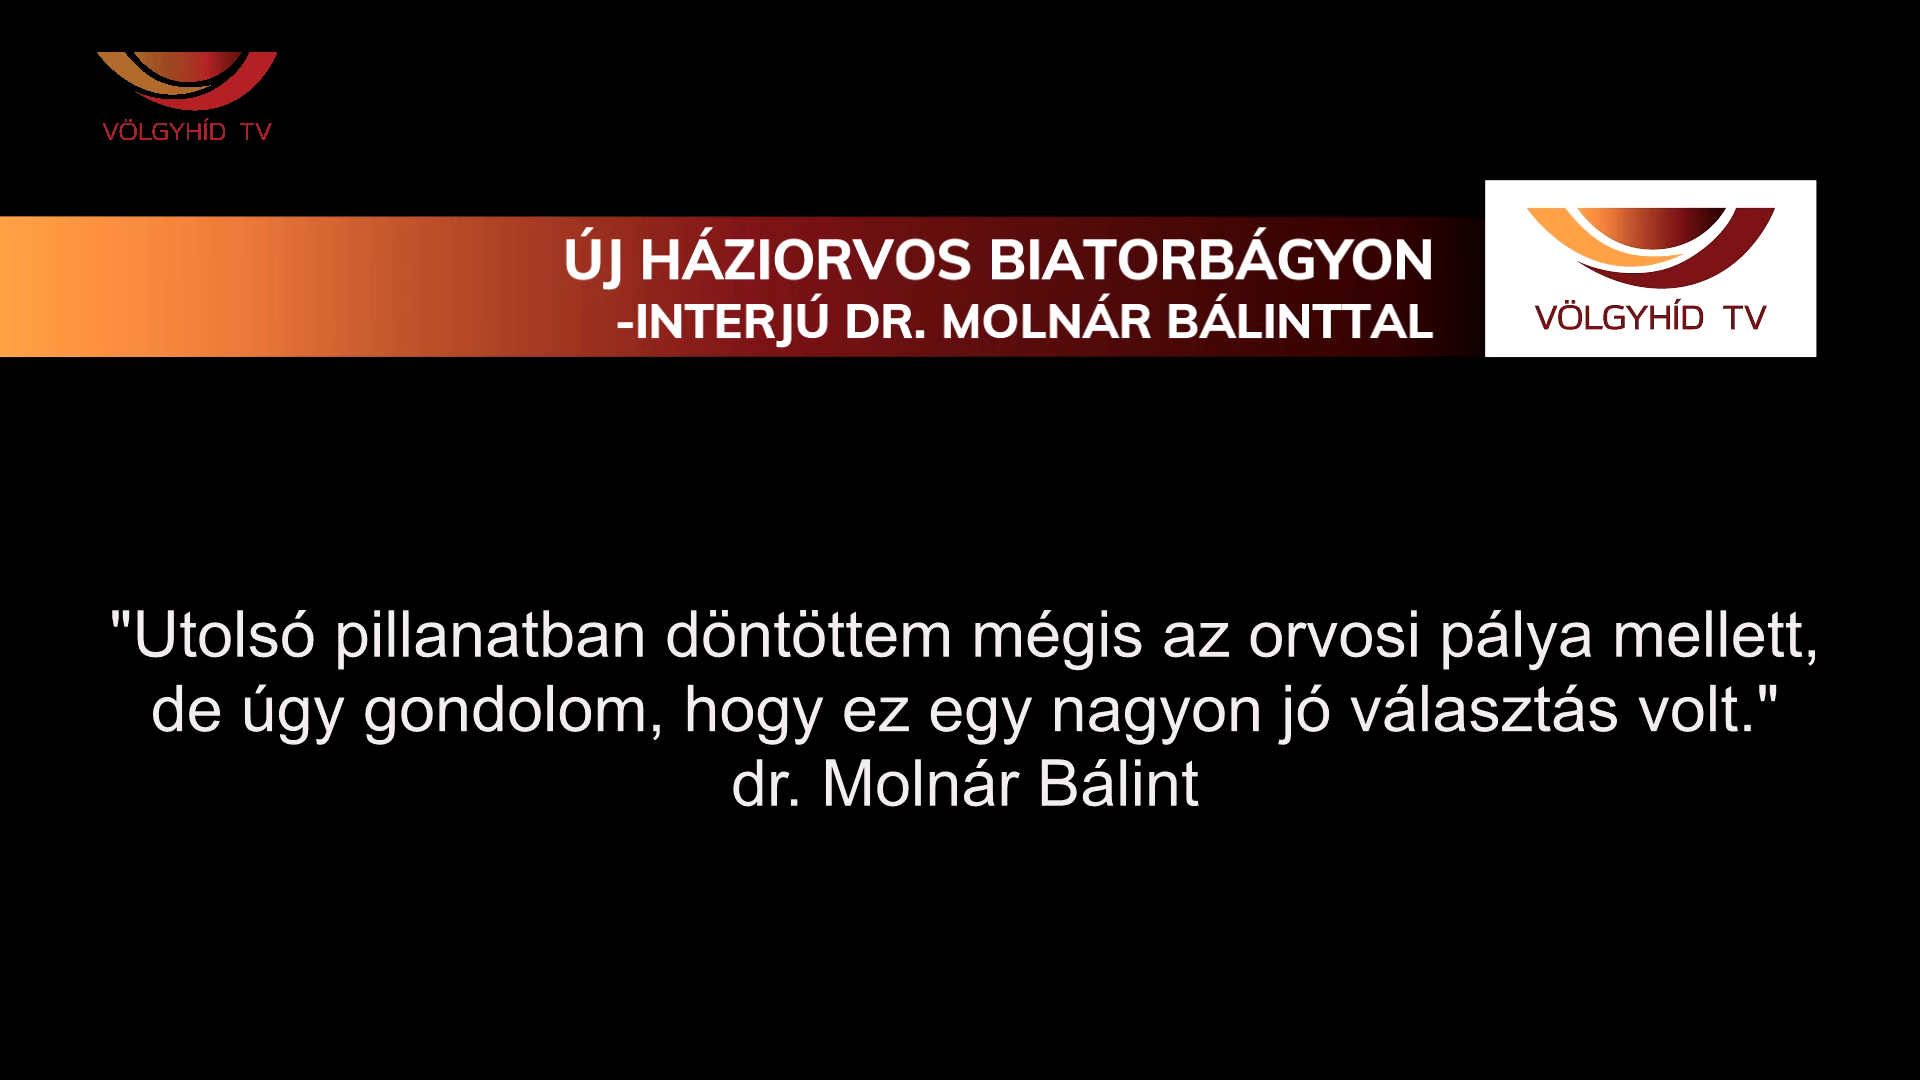 VÖLGYHÍD TV
ÚJ HÁZIORVOS BIATORBÁGYON
-INTERJÚ DR. MOLNÁR BÁLINTTAL
VÖLGYHÍD TV
"Utolsó pillanatban döntöttem mégis az orvosi pálya mellett,
de úgy gondolom, hogy ez egy nagyon jó választás volt."
dr. Molnár Bálint